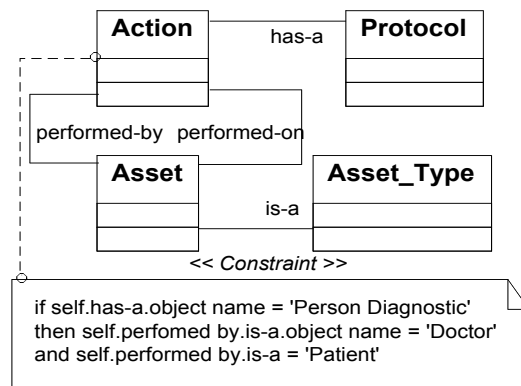 Action
Protocol
has-a
performed-by
performed-on
Asset
Asset_Type
is-a
<< Constraint >>
if self.has-a.object name = 'Person Diagnostic'
then self.perfomed by.is-a.object name = 'Doctor'
and self.performed by.is-a = 'Patient'